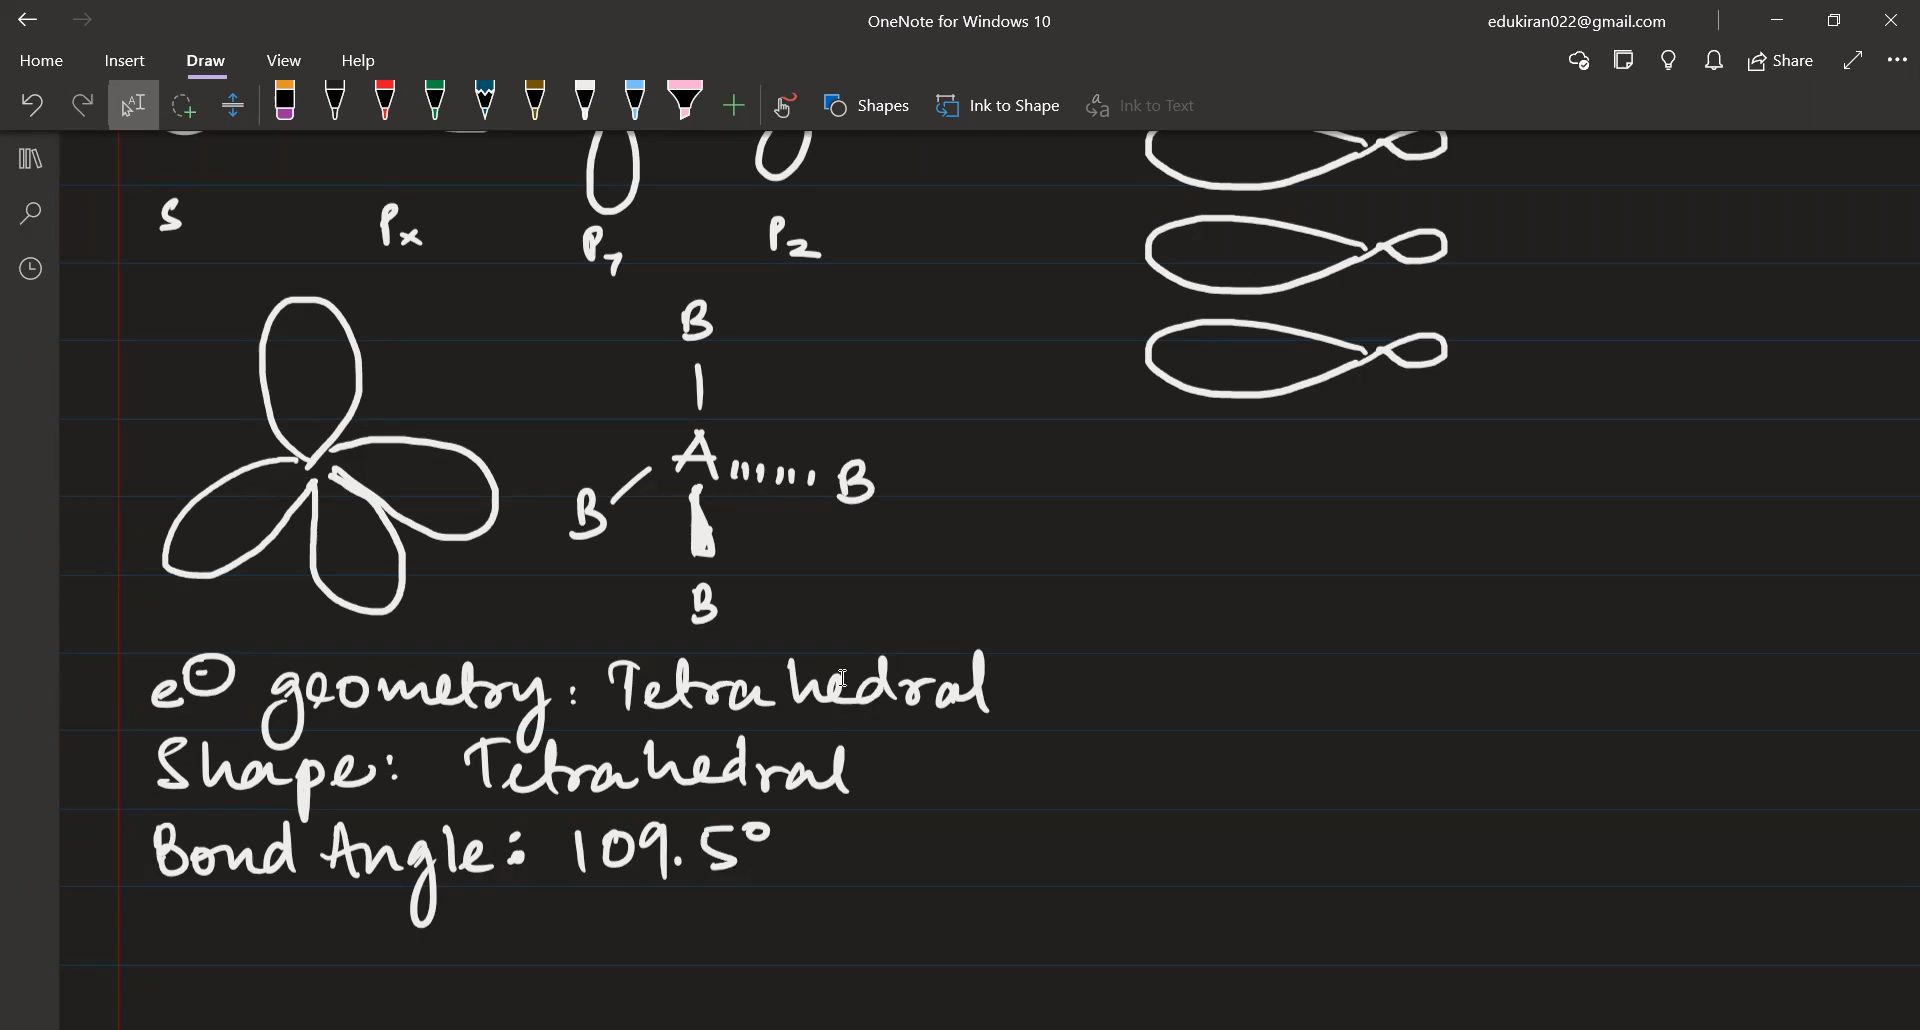 OneNote for Windows 10
edukiran022@gmail.com
Home Insert Draw View Help
Share
Shapes Ink to Shape Ink to Text
S Px Py Pz
B
A
B
B
B
e⊖ geometry: Tetrahedral
Shape: Tetrahedral
Bond Angle: 109.5°